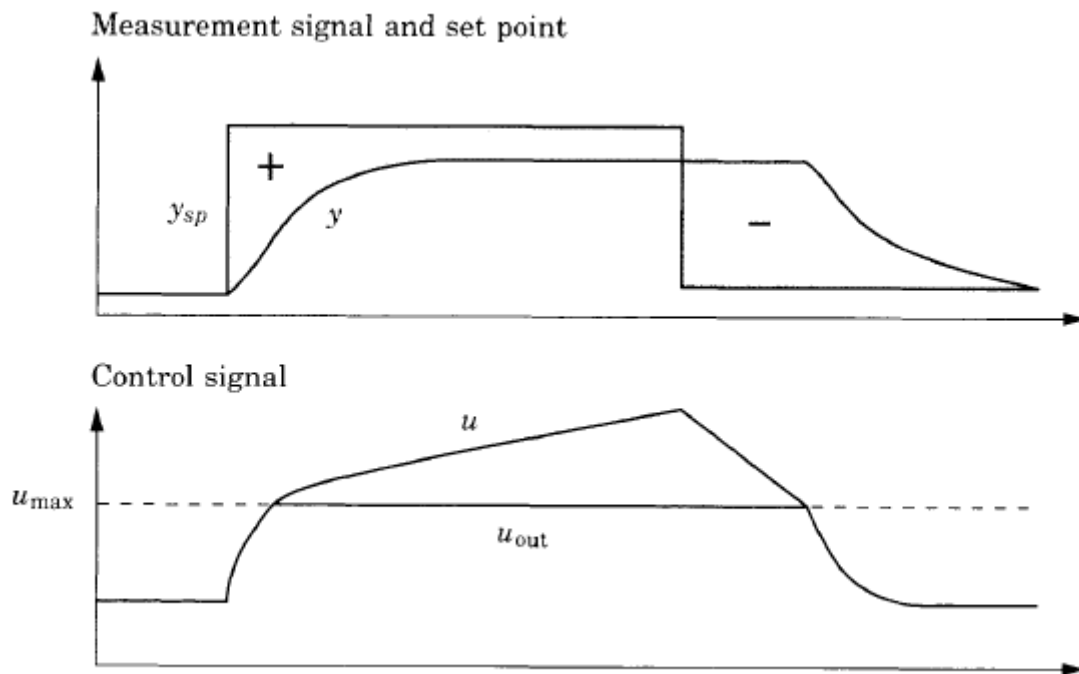 Measurement signal and set point
+
y_sp
y
−
Control signal
u
u_max
u_out